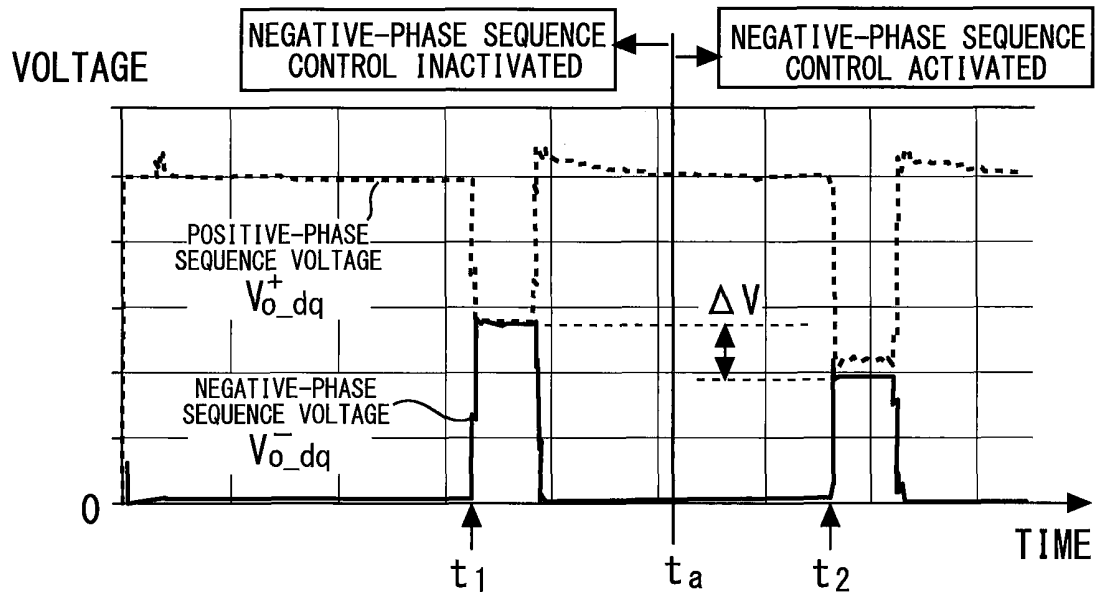 NEGATIVE-PHASE SEQUENCE
CONTROL INACTIVATED
NEGATIVE-PHASE SEQUENCE
CONTROL ACTIVATED
VOLTAGE
POSITIVE-PHASE
SEQUENCE VOLTAGE
V+o_dq
ΔV
NEGATIVE-PHASE
SEQUENCE VOLTAGE
V-o_dq
0
TIME
t1
ta
t2